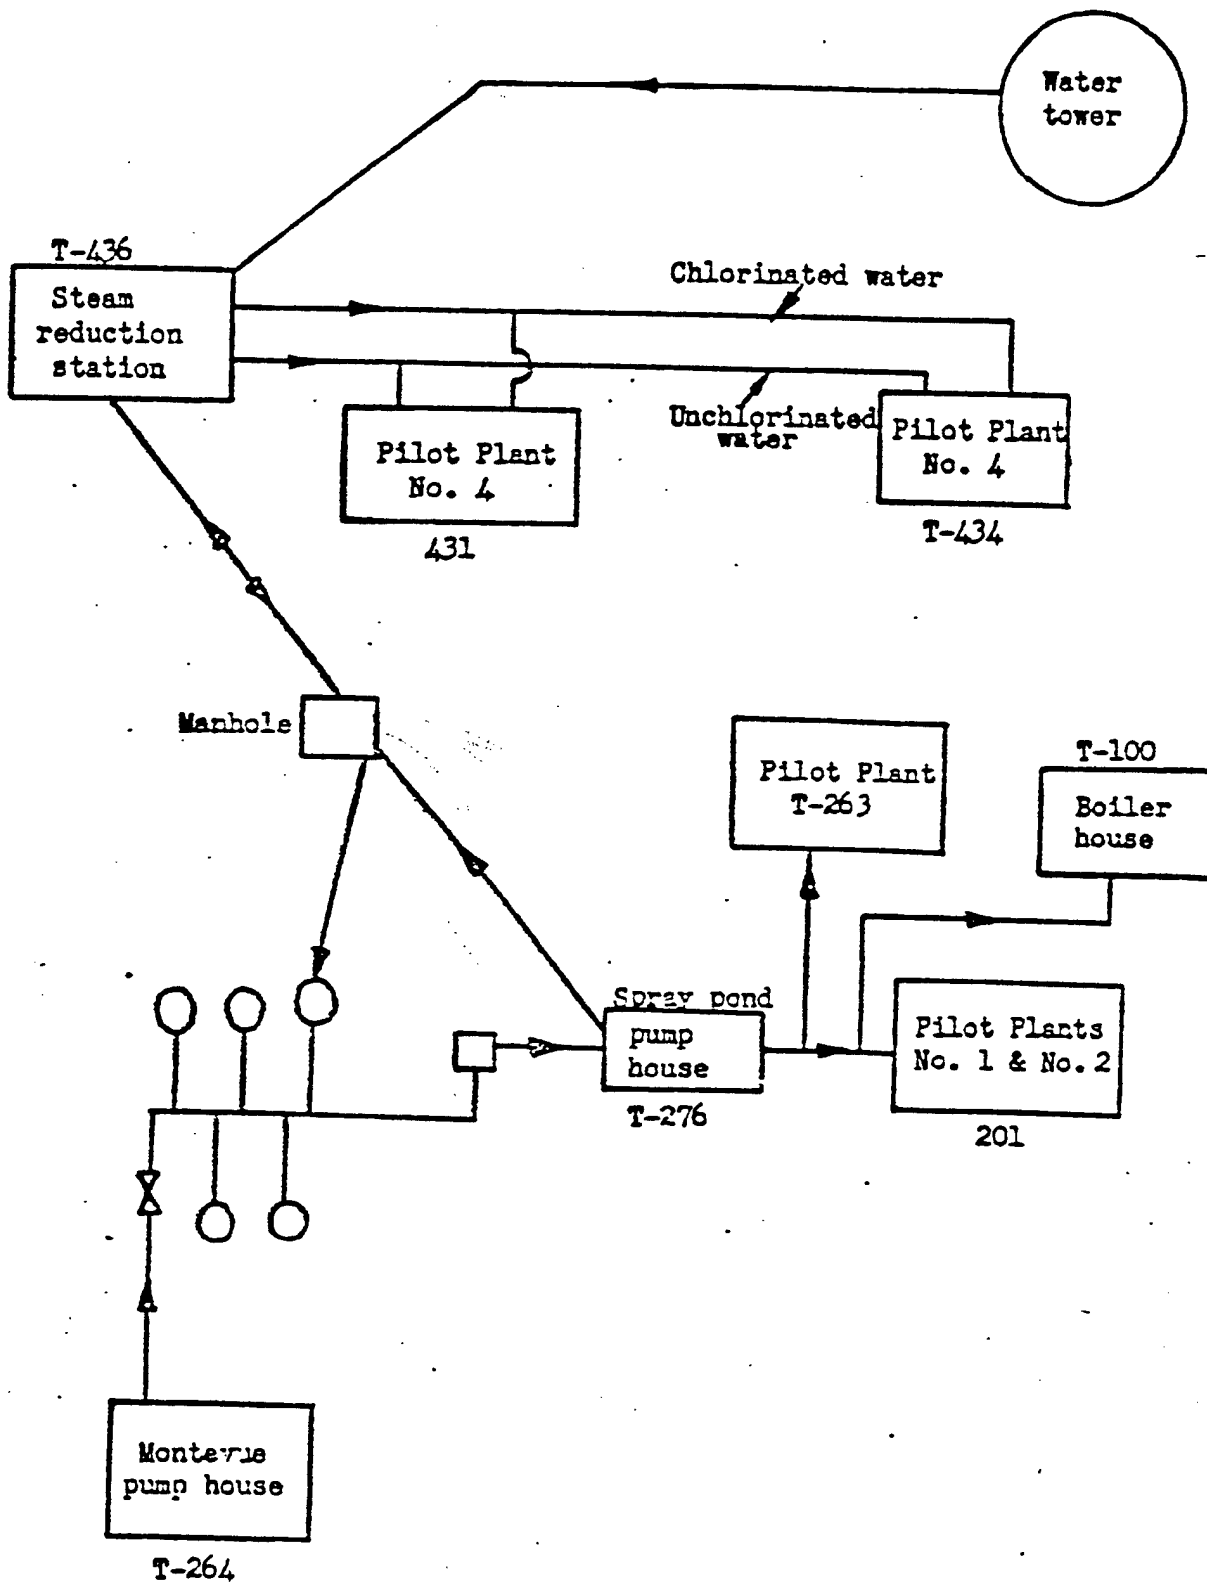 Water
tower
T-436
Steam
reduction
station
Chlorinated water
Unchlorinated
water
Pilot Plant
No. 4
431
Pilot Plant
No. 4
T-434
Manhole
Pilot Plant
T-263
T-100
Boiler
house
Spray pond
pump
house
T-276
Pilot Plants
No. 1 & No. 2
201
Montevue
pump house
T-264